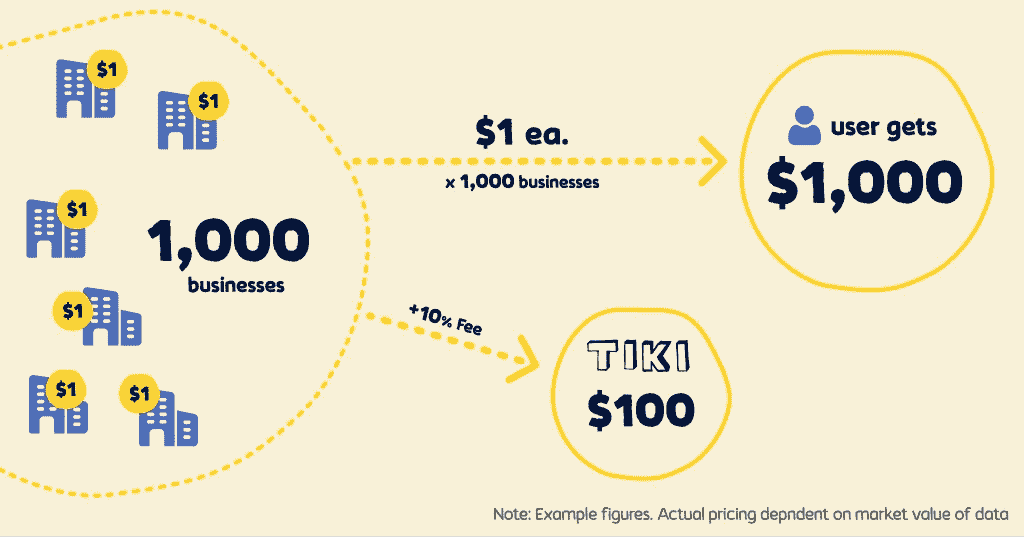 $1
$1
$1
$1
$1
$1
1,000
businesses
$1 ea.
x 1,000 businesses
user gets
$1,000
+10% Fee
TIKI
$100
Note: Example figures. Actual pricing depndent on market value of data